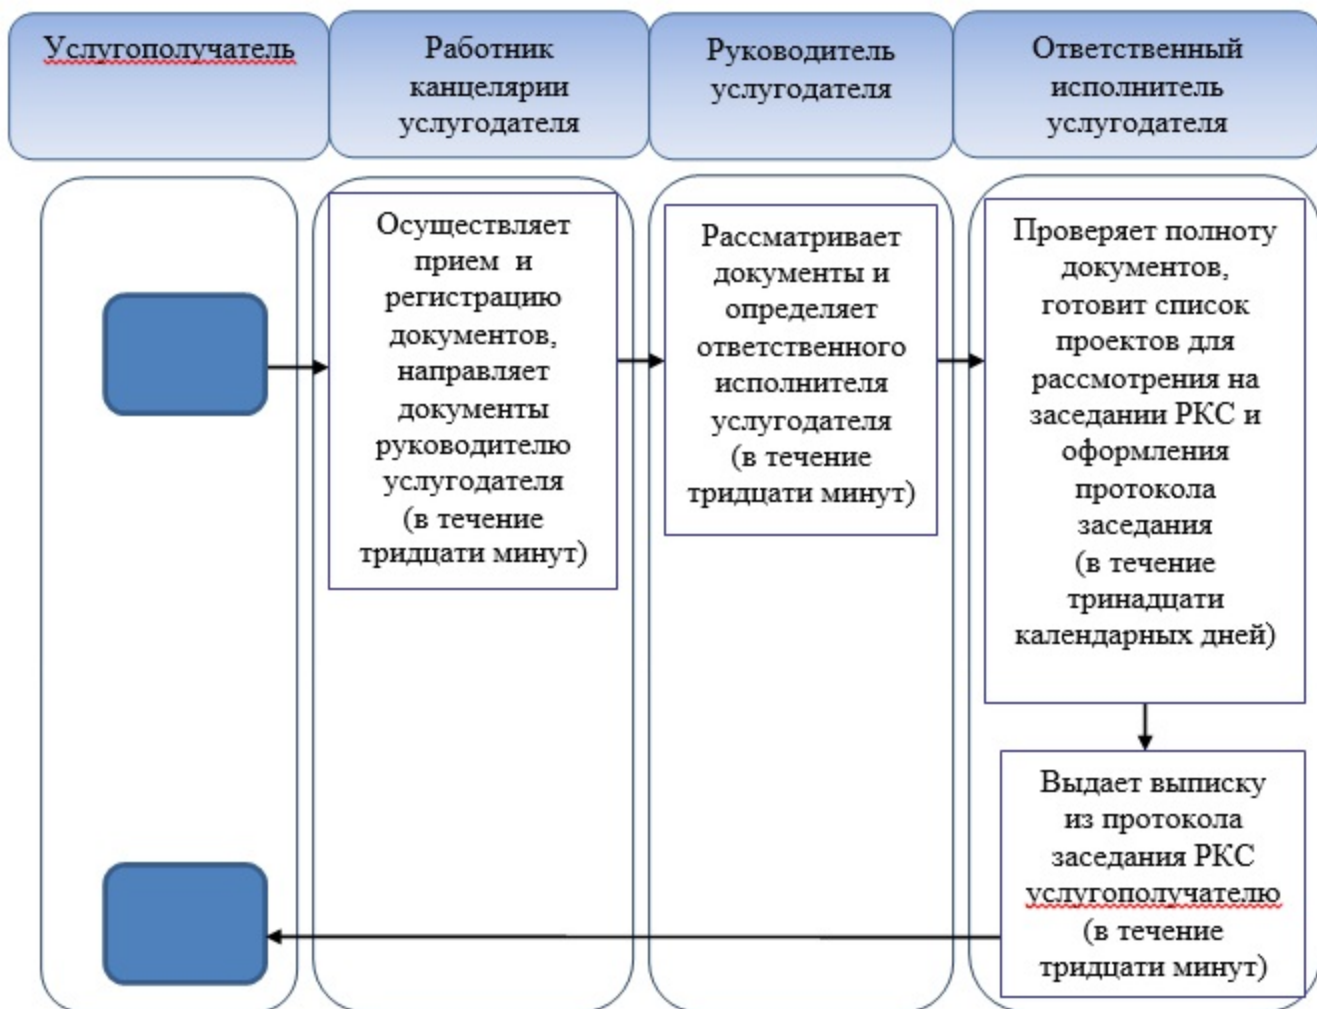 Услугополучатель
Работник
канцелярии
услугодателя
Руководитель
услугодателя
Ответственный
исполнитель
услугодателя
Осуществляет
прием и
регистрацию
документов,
направляет
документы
руководителю
услугодателя
(в течение
тридцати минут)
Рассматривает
документы и
определяет
ответственного
исполнителя
услугодателя
(в течение
тридцати минут)
Проверяет полноту
документов,
готовит список
проектов для
рассмотрения на
заседании РКС и
оформления
протокола
заседания
(в течение
тринадцати
календарных дней)
Выдает выписку
из протокола
заседания РКС
услугополучателю
(в течение
тридцати минут)